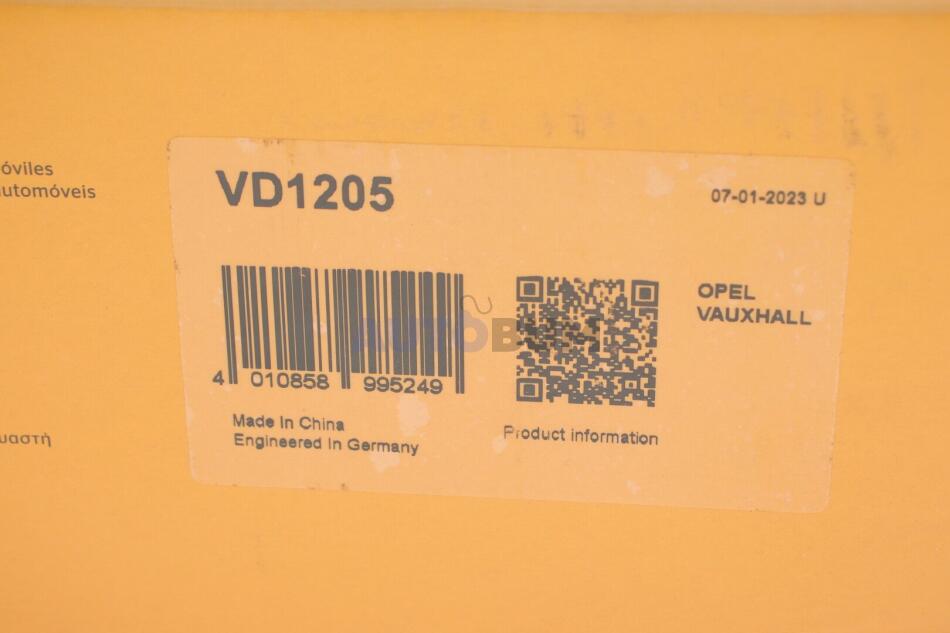 óviles
utomóveis
VD1205
07-01-2023 U
OPEL
VAUXHALL
4 010858 995249
Made In China
Engineered In Germany
Product information
υαστή